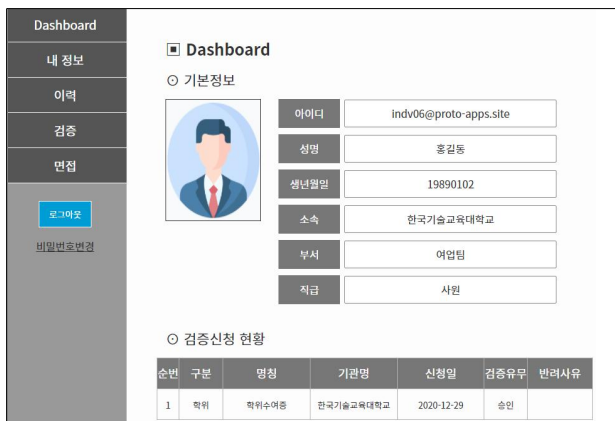 Dashboard
내 정보
이력
검증
면접
로그아웃
비밀번호변경
▣ Dashboard
⊙ 기본정보
아이디 indv06@proto-apps.site
성명 홍길동
생년월일 19890102
소속 한국기술교육대학교
부서 여업팀
직급 사원
⊙ 검증신청 현황
순번 구분 명칭 기관명 신청일 검증유무 반려사유
1 학위 학위수여증 한국기술교육대학교 2020-12-29 승인